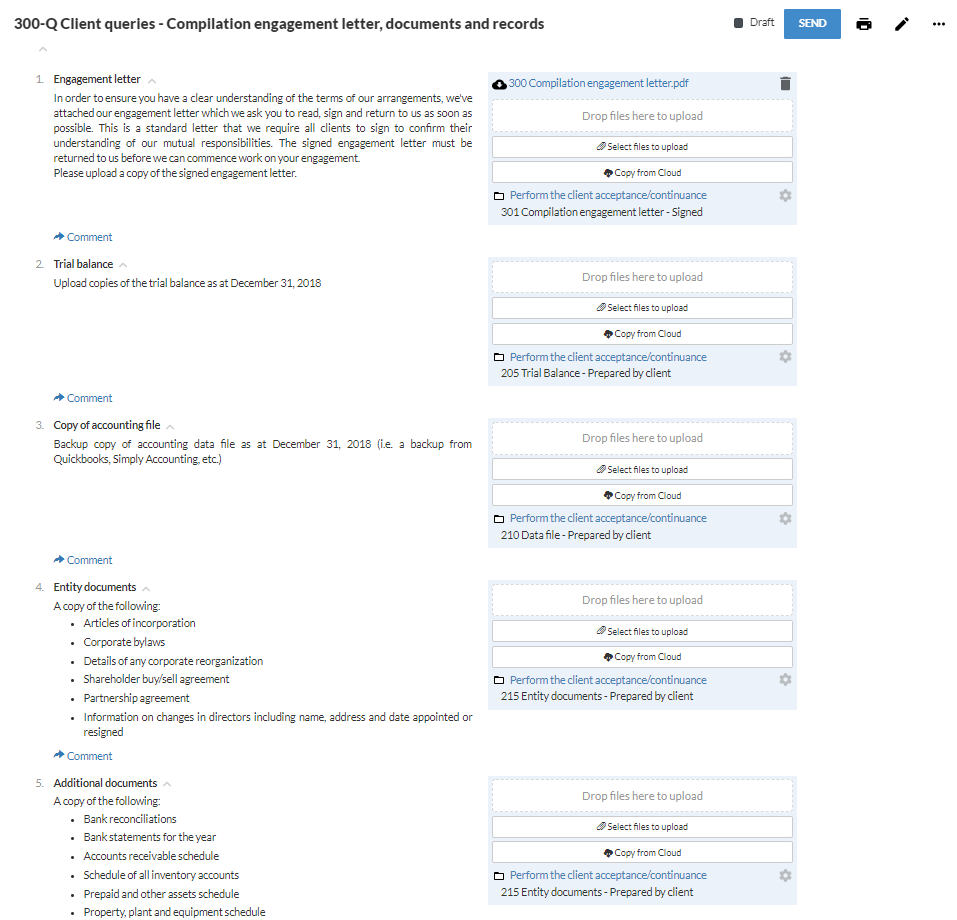 300-Q Client queries - Compilation engagement letter, documents and records
Draft
SEND
1. Engagement letter
In order to ensure you have a clear understanding of the terms of our arrangements, we've
attached our engagement letter which we ask you to read, sign and return to us as soon as
possible. This is a standard letter that we require all clients to sign to confirm their
understanding of our mutual responsibilities. The signed engagement letter must be
returned to us before we can commence work on your engagement.
Please upload a copy of the signed engagement letter.
300 Compilation engagement letter.pdf
Drop files here to upload
Select files to upload
Copy from Cloud
Perform the client acceptance/continuance
301 Compilation engagement letter - Signed
Comment
2. Trial balance
Upload copies of the trial balance as at December 31, 2018
Drop files here to upload
Select files to upload
Copy from Cloud
Perform the client acceptance/continuance
205 Trial Balance - Prepared by client
Comment
3. Copy of accounting file
Backup copy of accounting data file as at December 31, 2018 (i.e. a backup from
Quickbooks, Simply Accounting, etc.)
Drop files here to upload
Select files to upload
Copy from Cloud
Perform the client acceptance/continuance
210 Data file - Prepared by client
Comment
4. Entity documents
A copy of the following:
• Articles of incorporation
• Corporate bylaws
• Details of any corporate reorganization
• Shareholder buy/sell agreement
• Partnership agreement
• Information on changes in directors including name, address and date appointed or
resigned
Drop files here to upload
Select files to upload
Copy from Cloud
Perform the client acceptance/continuance
215 Entity documents - Prepared by client
Comment
5. Additional documents
A copy of the following:
• Bank reconciliations
• Bank statements for the year
• Accounts receivable schedule
• Schedule of all inventory accounts
• Prepaid and other assets schedule
• Property, plant and equipment schedule
Drop files here to upload
Select files to upload
Copy from Cloud
Perform the client acceptance/continuance
215 Entity documents - Prepared by client